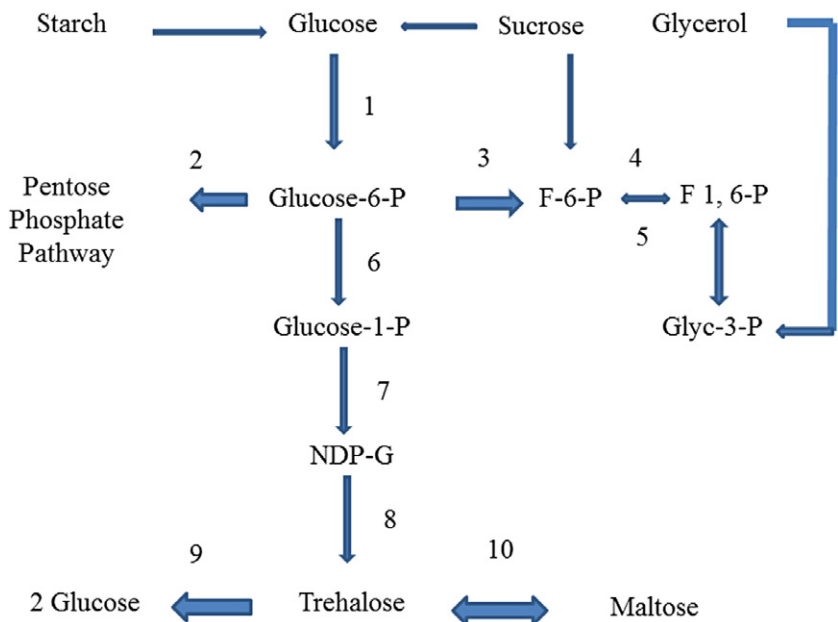 Starch Glucose Sucrose Glycerol
1
2 3 4
Pentose
Phosphate
Pathway
Glucose-6-P F-6-P F 1, 6-P
5
6
Glucose-1-P Glyc-3-P
7
NDP-G
8
9 10
2 Glucose Trehalose Maltose